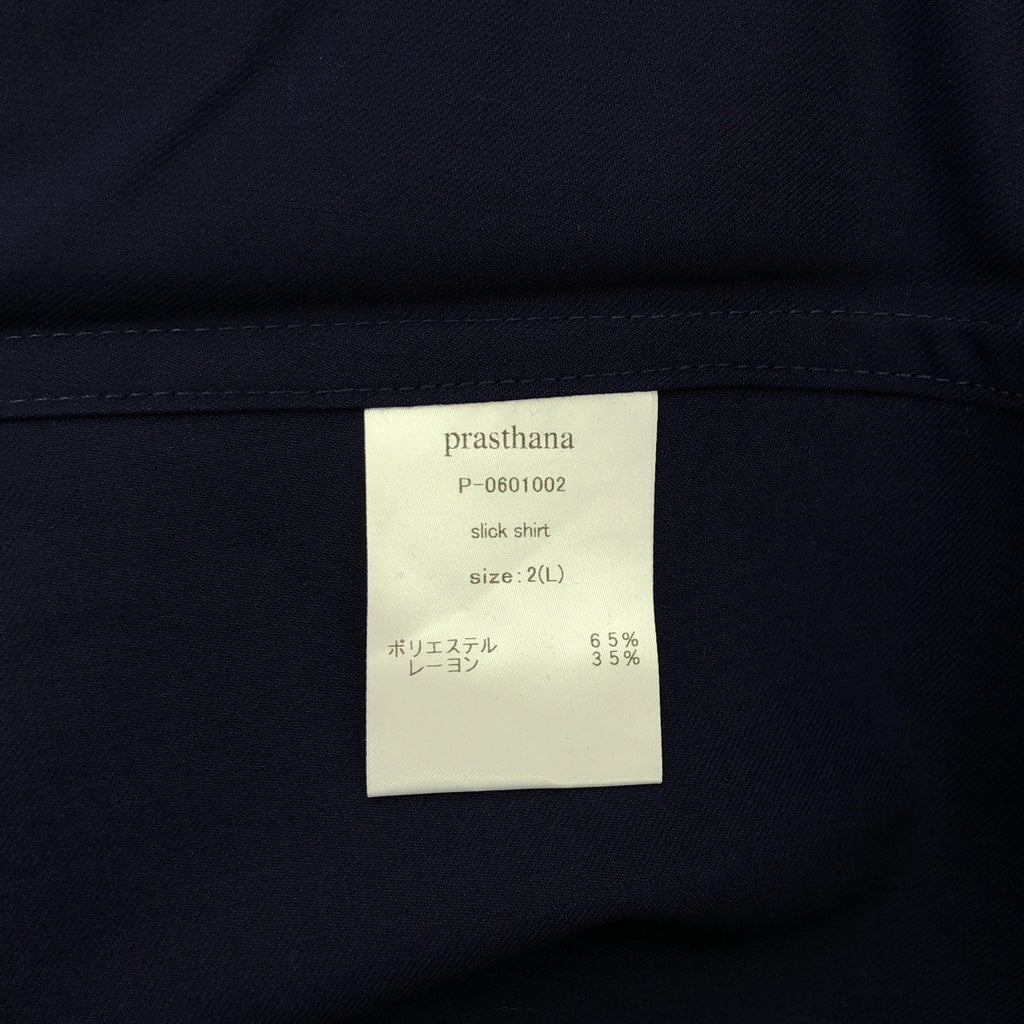 prasthana
P-0601002
slick shirt
size:2(L)
ポリエステル 65%
レーヨン 35%